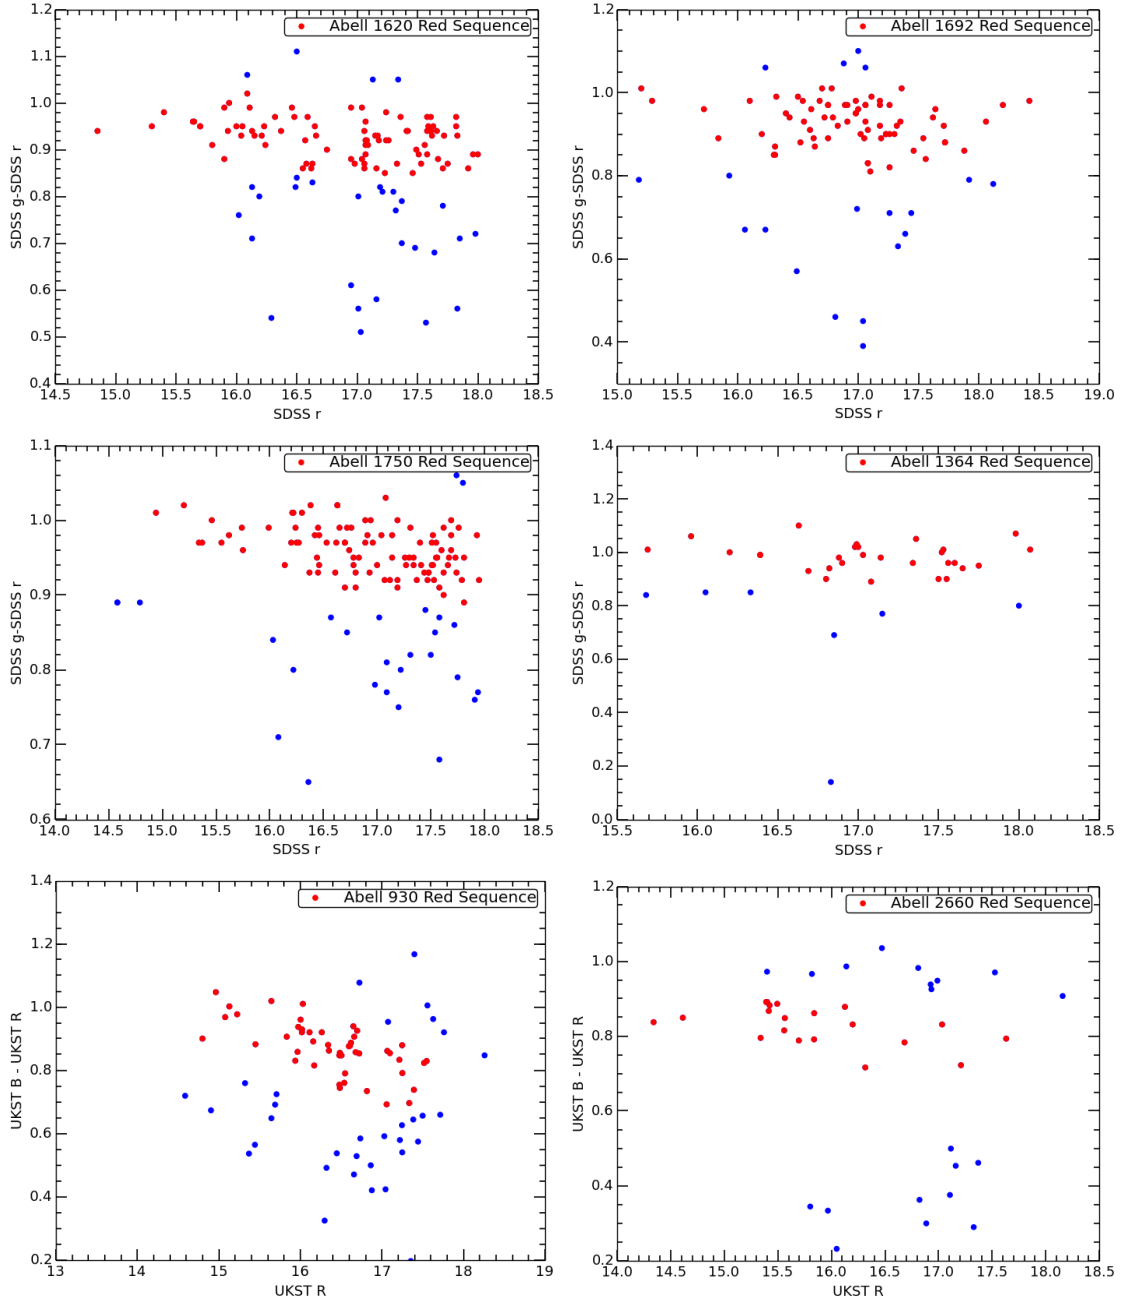 Abell 1620 Red Sequence
SDSS g-SDSS r
1.2
1.1
1.0
0.9
0.8
0.7
0.6
0.5
0.4
14.5 15.0 15.5 16.0 16.5 17.0 17.5 18.0 18.5
SDSS r
Abell 1692 Red Sequence
SDSS g-SDSS r
1.2
1.0
0.8
0.6
0.4
15.0 15.5 16.0 16.5 17.0 17.5 18.0 18.5 19.0
SDSS r
Abell 1750 Red Sequence
SDSS g-SDSS r
1.1
1.0
0.9
0.8
0.7
0.6
14.0 14.5 15.0 15.5 16.0 16.5 17.0 17.5 18.0 18.5
SDSS r
Abell 1364 Red Sequence
SDSS g-SDSS r
1.4
1.2
1.0
0.8
0.6
0.4
0.2
0.0
15.5 16.0 16.5 17.0 17.5 18.0 18.5
SDSS r
Abell 930 Red Sequence
UKST B - UKST R
1.4
1.2
1.0
0.8
0.6
0.4
0.2
13 14 15 16 17 18 19
UKST R
Abell 2660 Red Sequence
UKST B - UKST R
1.2
1.0
0.8
0.6
0.4
0.2
14.0 14.5 15.0 15.5 16.0 16.5 17.0 17.5 18.0 18.5
UKST R